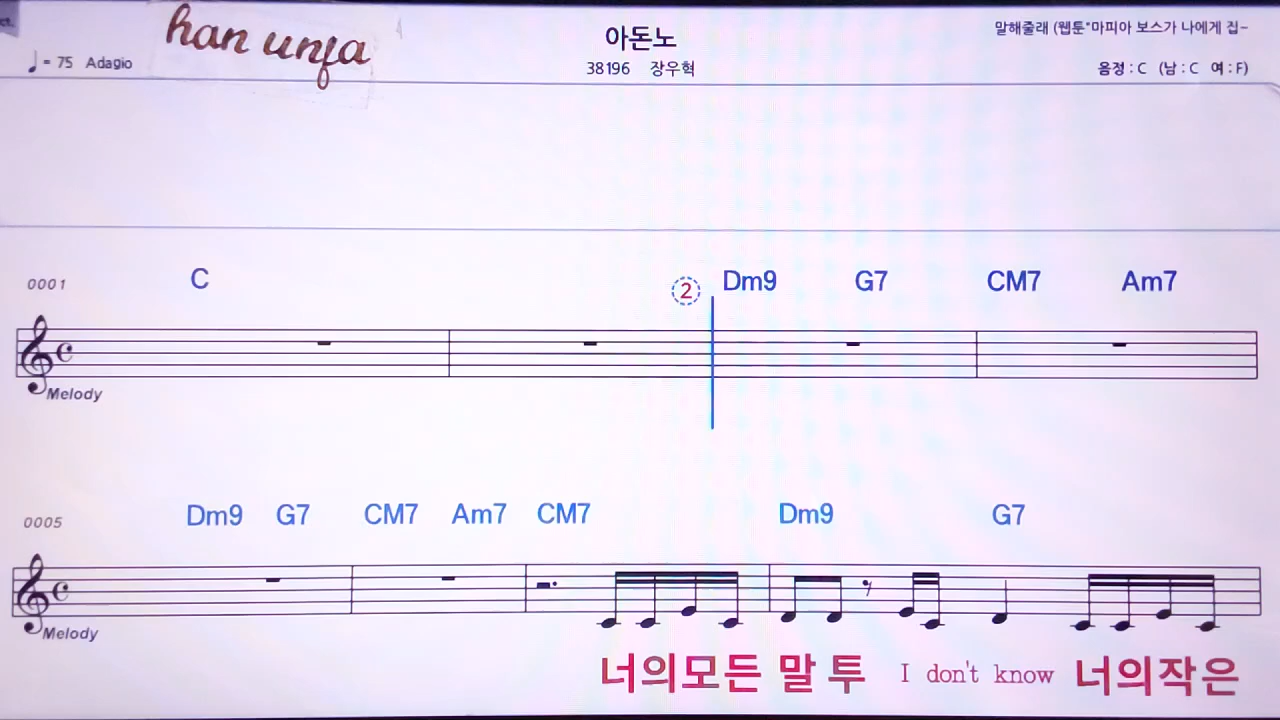 ct.
han unfa
♩ = 75 Adagio
아돈노
38196 장우혁
말해줄래 (웹툰"마피아 보스가 나에게 집-
음정 : C (남 : C 여 : F)
0001
C
② Dm9 G7 CM7 Am7
Melody
0005
Dm9 G7 CM7 Am7 CM7 Dm9 G7
Melody
너의모든 말 투 I don't know 너의작은